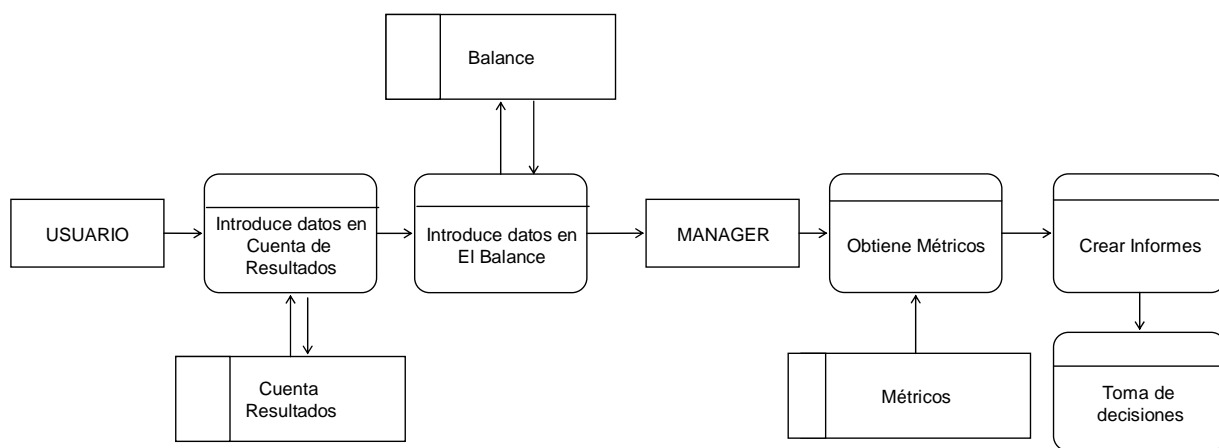 Balance
USUARIO
Introduce datos en
Cuenta de
Resultados
Introduce datos en
El Balance
MANAGER
Obtiene Métricos
Crear Informes
Cuenta
Resultados
Métricos
Toma de
decisiones